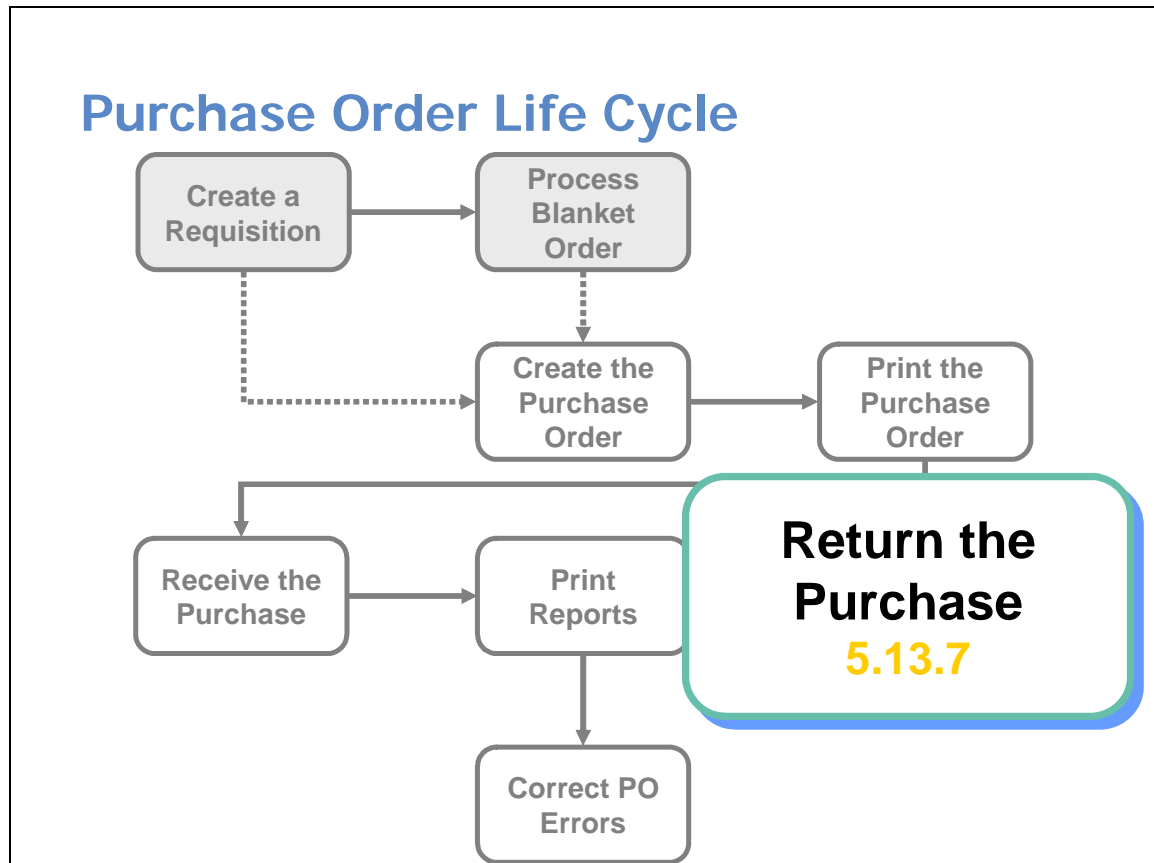 Purchase Order Life Cycle
Create a
Requisition
Process
Blanket
Order
Create the
Purchase
Order
Print the
Purchase
Order
Receive the
Purchase
Print
Reports
Return the
Purchase
5.13.7
Correct PO
Errors